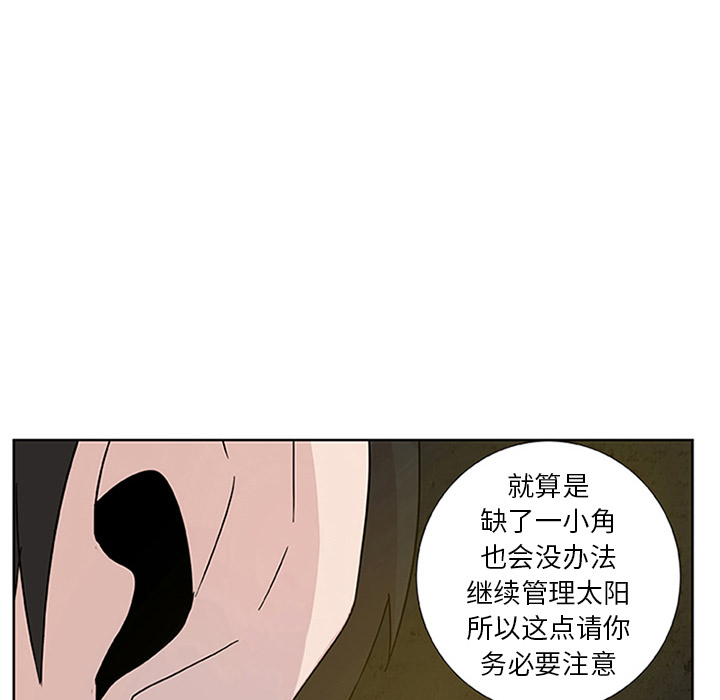 就算是
缺了一小角
也会没办法
继续管理太阳
所以这点请你
务必要注意